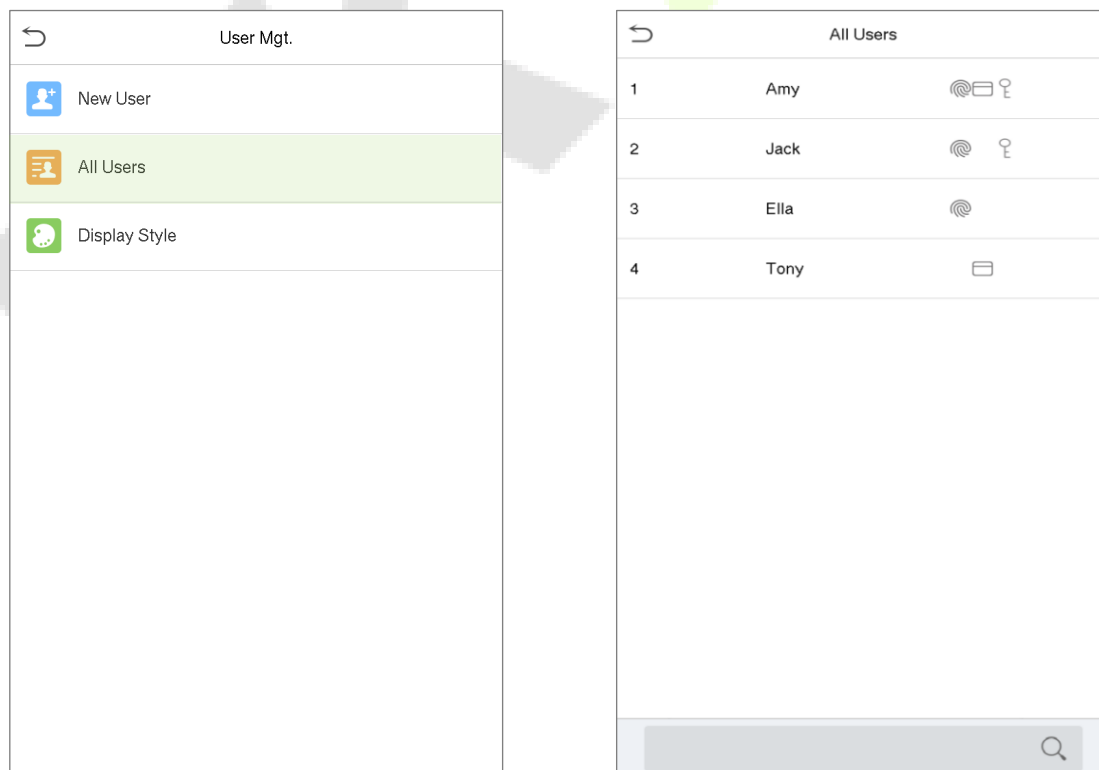 User Mgt.
New User
All Users
Display Style
All Users
1 Amy
2 Jack
3 Ella
4 Tony